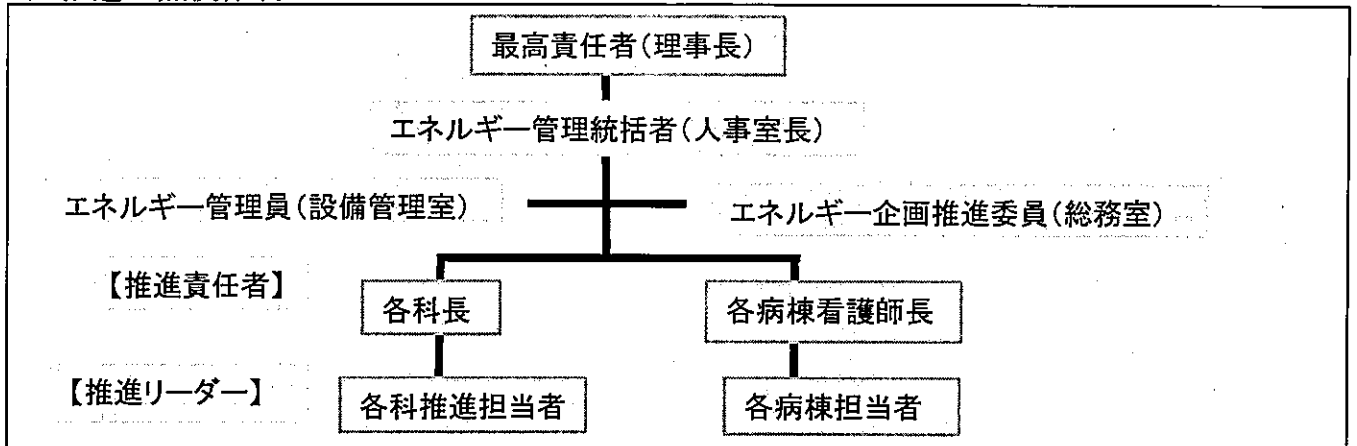 最高責任者(理事長)
エネルギー管理統括者(人事室長)
エネルギー管理員(設備管理室)
エネルギー企画推進委員(総務室)
【推進責任者】
各科長
各病棟看護師長
【推進リーダー】
各科推進担当者
各病棟担当者